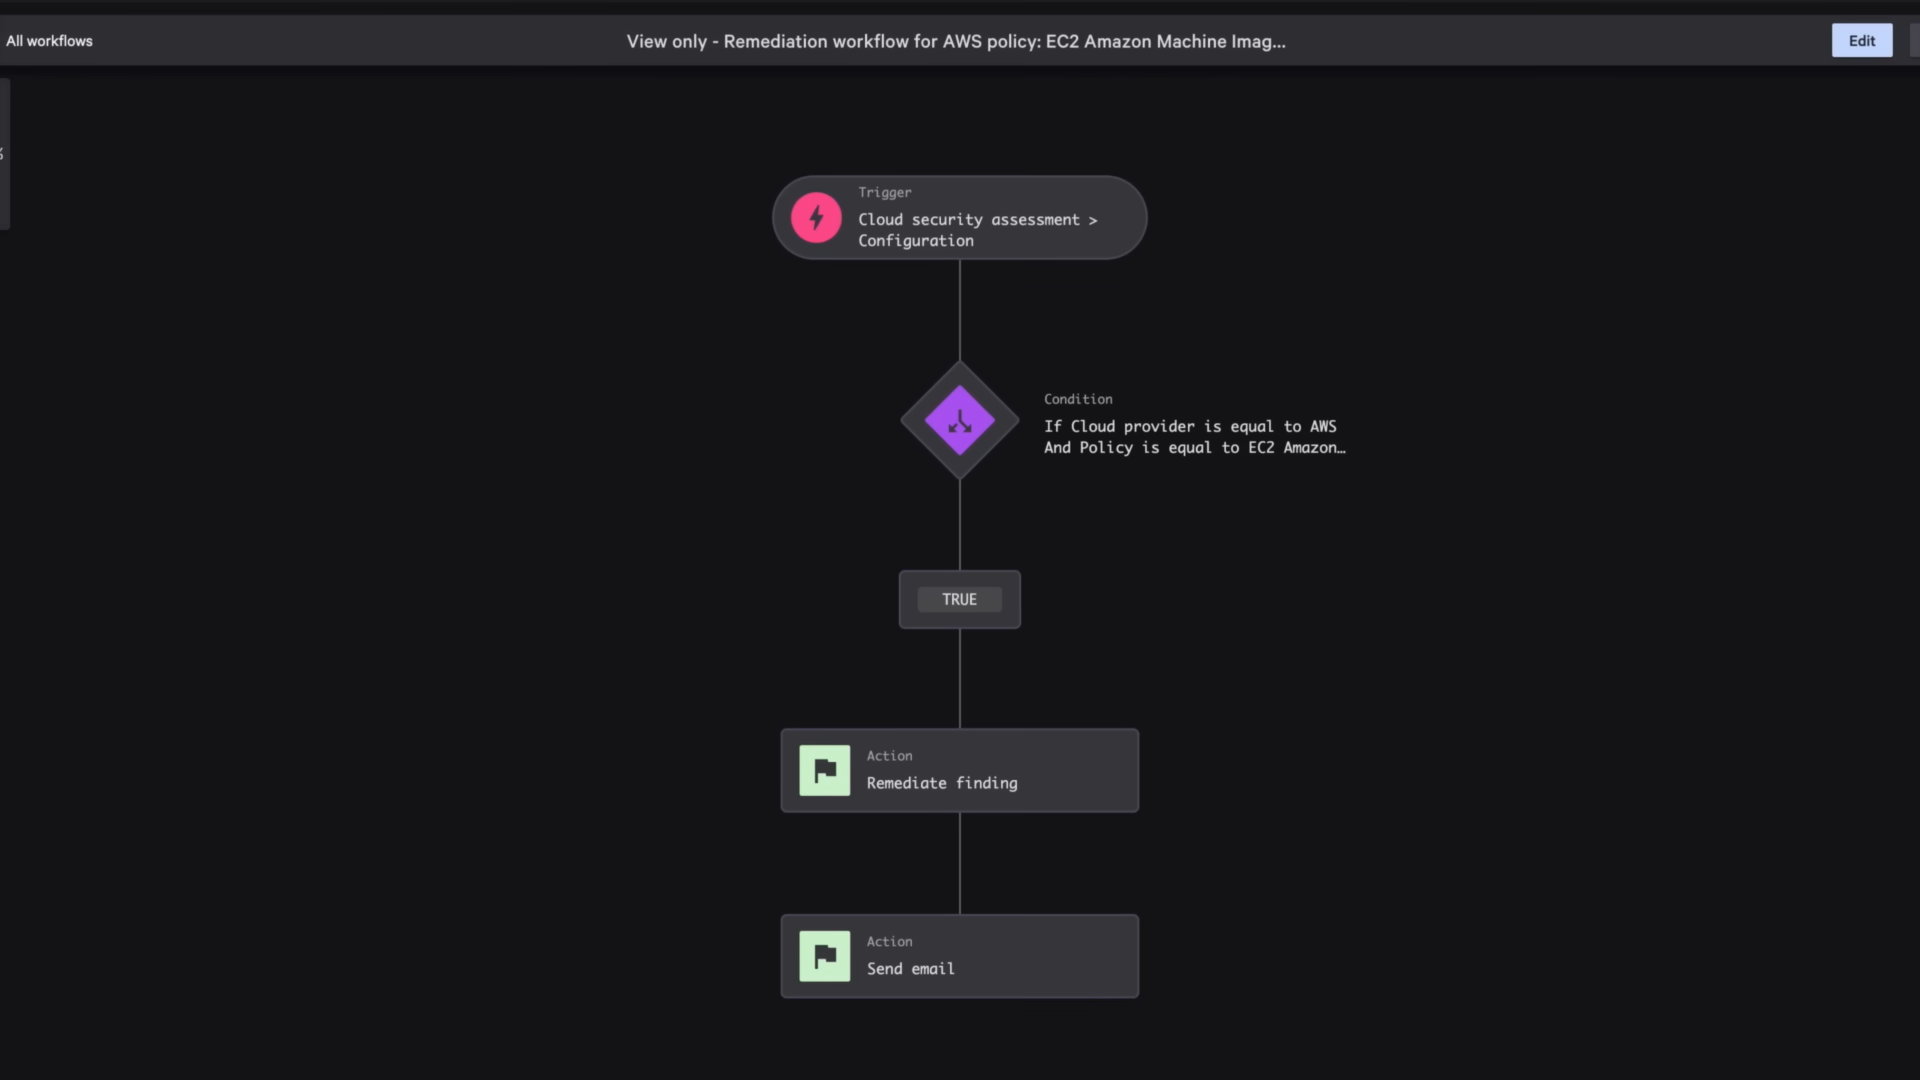 All workflows
View only - Remediation workflow for AWS policy: EC2 Amazon Machine Imag...
Edit
Trigger
Cloud security assessment >
Configuration
Condition
If Cloud provider is equal to AWS
And Policy is equal to EC2 Amazon…
TRUE
Action
Remediate finding
Action
Send email